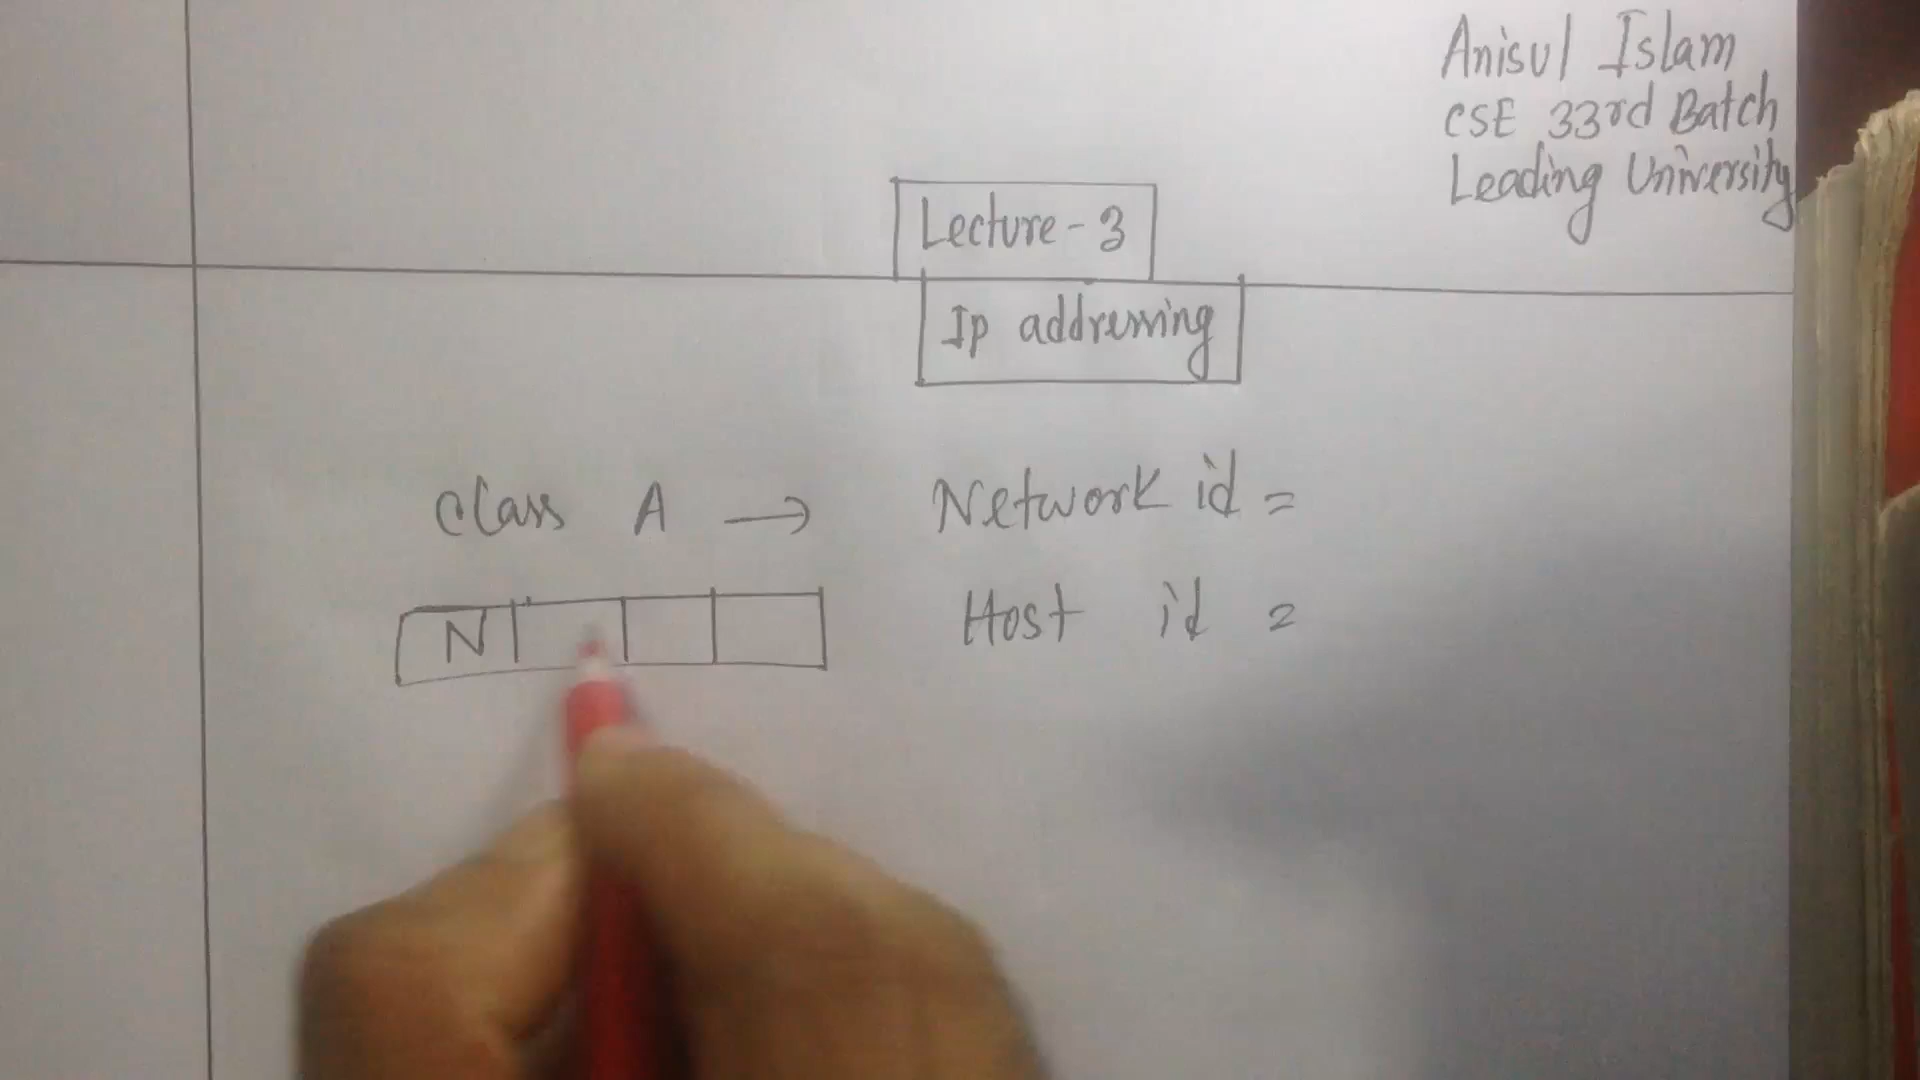 Anisul Islam
CSE 33rd Batch
Leading University
Lecture-3
Ip addressing
Class A → Network id =
N
Host id =